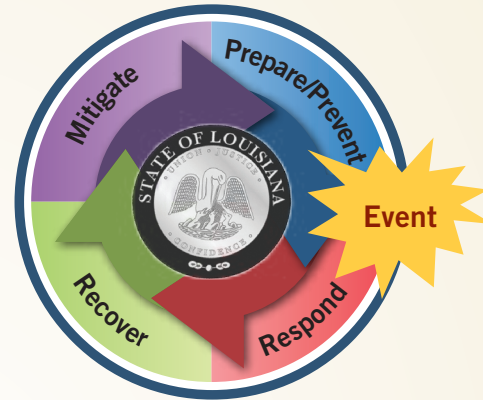 Mitigate
Prepare/Prevent
Event
Respond
Recover
STATE OF LOUISIANA
UNION • JUSTICE
CONFIDENCE